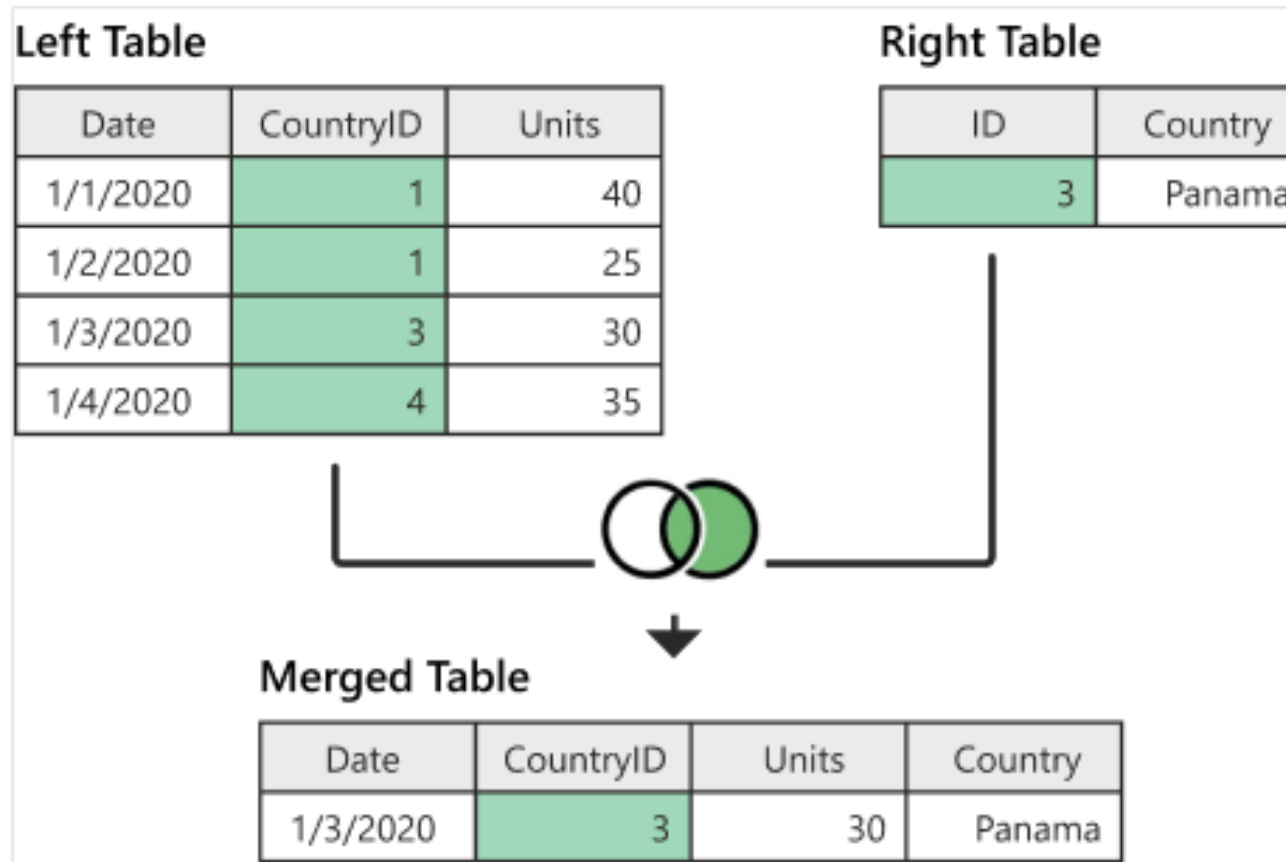 Left Table
Right Table
Date CountryID Units
ID Country
1/1/2020 1 40
3 Panama
1/2/2020 1 25
1/3/2020 3 30
1/4/2020 4 35
Merged Table
Date CountryID Units Country
1/3/2020 3 30 Panama